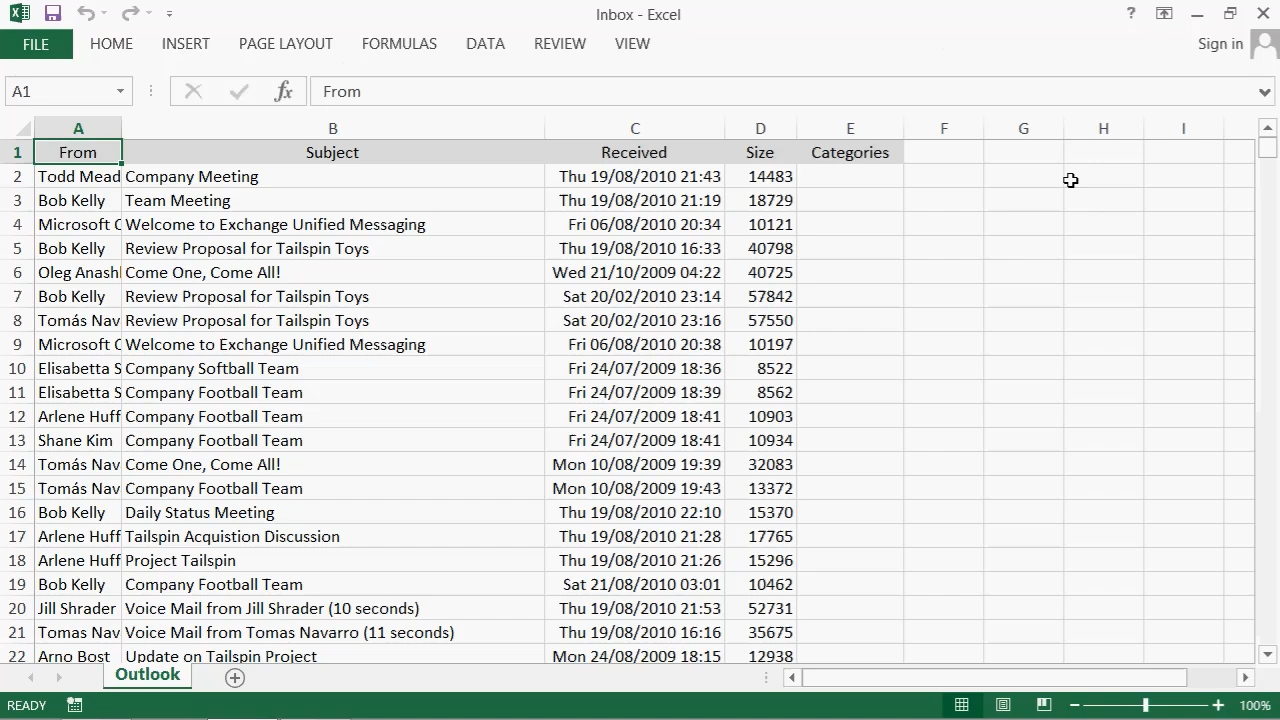 Inbox - Excel
?
FILE HOME INSERT PAGE LAYOUT FORMULAS DATA REVIEW VIEW Sign in
A1 fx From
A B C D E F G H I
1 From Subject Received Size Categories
2 Todd Mead Company Meeting Thu 19/08/2010 21:43 14483
3 Bob Kelly Team Meeting Thu 19/08/2010 21:19 18729
4 Microsoft O Welcome to Exchange Unified Messaging Fri 06/08/2010 20:34 10121
5 Bob Kelly Review Proposal for Tailspin Toys Thu 19/08/2010 16:33 40798
6 Oleg Anash Come One, Come All! Wed 21/10/2009 04:22 40725
7 Bob Kelly Review Proposal for Tailspin Toys Sat 20/02/2010 23:14 57842
8 Tomás Nav Review Proposal for Tailspin Toys Sat 20/02/2010 23:16 57550
9 Microsoft O Welcome to Exchange Unified Messaging Fri 06/08/2010 20:38 10197
10 Elisabetta S Company Softball Team Fri 24/07/2009 18:36 8522
11 Elisabetta S Company Football Team Fri 24/07/2009 18:39 8562
12 Arlene Huff Company Football Team Fri 24/07/2009 18:41 10903
13 Shane Kim Company Football Team Fri 24/07/2009 18:41 10934
14 Tomás Nav Come One, Come All! Mon 10/08/2009 19:39 32083
15 Tomás Nav Company Football Team Mon 10/08/2009 19:43 13372
16 Bob Kelly Daily Status Meeting Thu 19/08/2010 22:10 15370
17 Arlene Huff Tailspin Acquistion Discussion Thu 19/08/2010 21:28 17765
18 Arlene Huff Project Tailspin Thu 19/08/2010 21:26 15296
19 Bob Kelly Company Football Team Sat 21/08/2010 03:01 10462
20 Jill Shrader Voice Mail from Jill Shrader (10 seconds) Thu 19/08/2010 21:53 52731
21 Tomas Nav Voice Mail from Tomas Navarro (11 seconds) Thu 19/08/2010 16:16 35675
22 Arno Bost Update on Tailspin Project Mon 24/08/2009 18:15 12938
Outlook
READY 100%